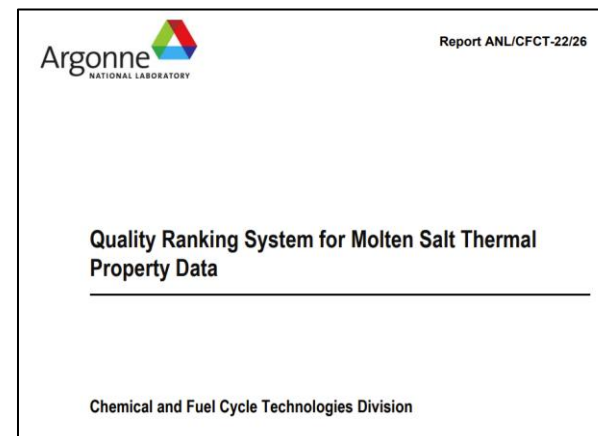 Argonne
NATIONAL LABORATORY
Report ANL/CFCT-22/26
Quality Ranking System for Molten Salt Thermal
Property Data
Chemical and Fuel Cycle Technologies Division